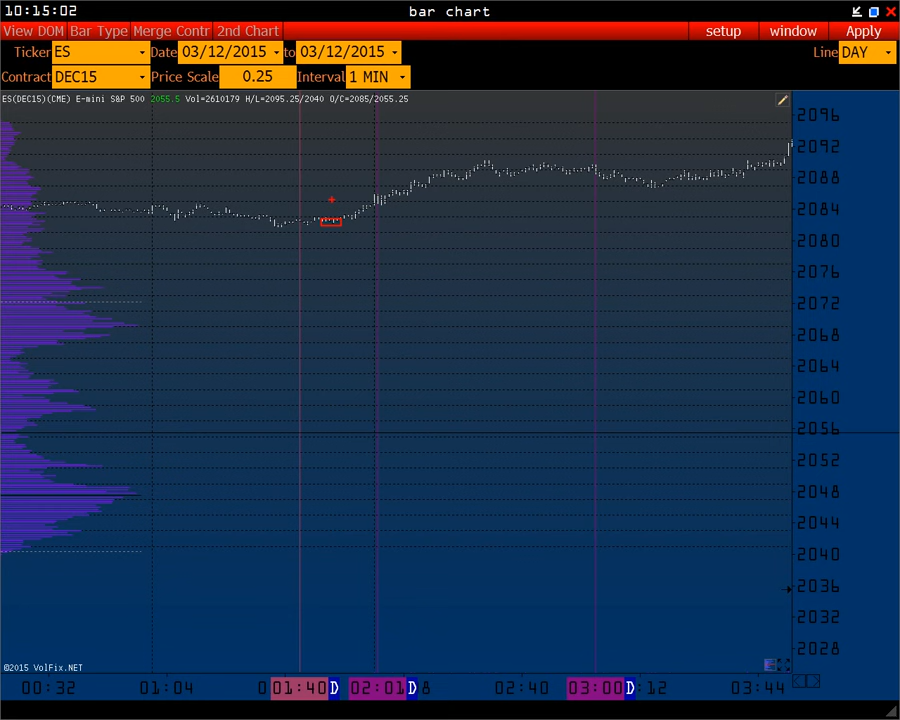 10:15:02 bar chart
View DOM Bar Type Merge Contr 2nd Chart setup window Apply
Ticker ES Date 03/12/2015 to 03/12/2015 Line DAY
Contract DEC15 Price Scale 0.25 Interval 1 MIN
ES(DEC15)(CME) E-mini S&P 500 2055.5 Vol=2610179 H/L=2095.25/2040 O/C=2085/2055.25
2096
2092
2088
2084
2080
2076
2072
2068
2064
2060
2056
2052
2048
2044
2040
2036
2032
2028
©2015 VolFix.NET
00:32 01:04 0 01:40 D 02:01 D 8 02:40 03:00 D :12 03:44